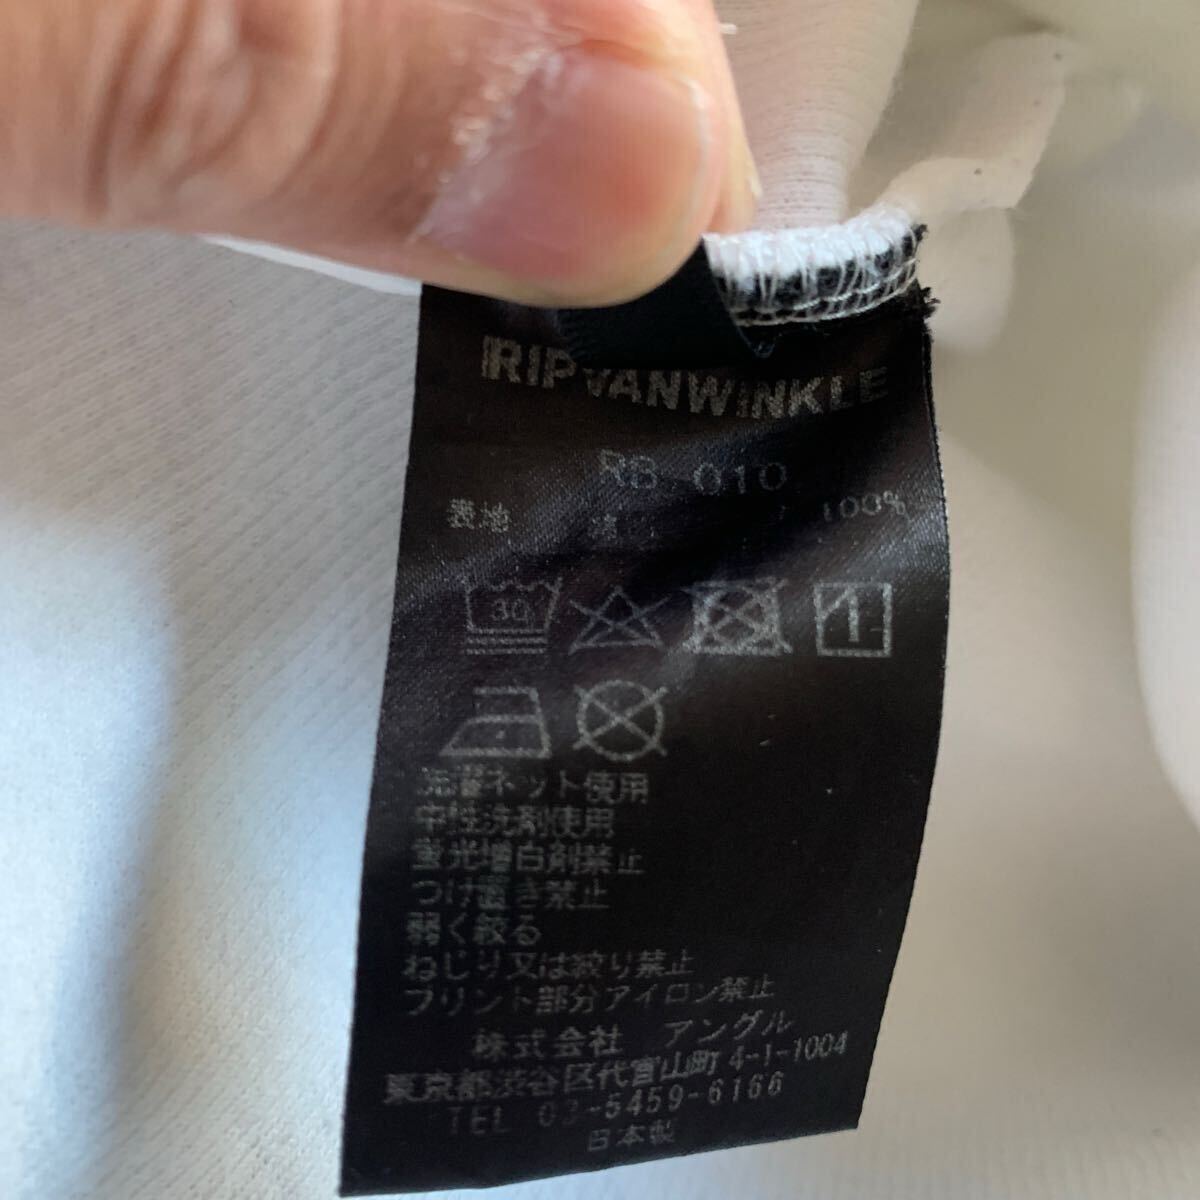 RIPVANWINKLE
RB-010
表地 100%
30
1
洗濯ネット使用
中性洗剤使用
蛍光増白剤禁止
つけ置き禁止
弱く絞る
ねじり又は絞り禁止
プリント部分アイロン禁止
株式会社 アングル
東京都渋谷区代官山町4-1-1004
TEL 03-5459-6166
日本製